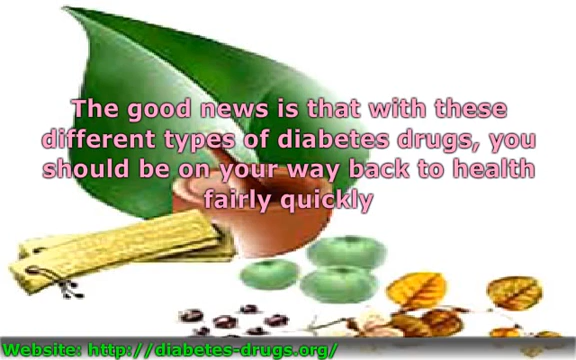 The good news is that with these
different types of diabetes drugs, you
should be on your way back to health
fairly quickly
Website: http://diabetes-drugs.org/